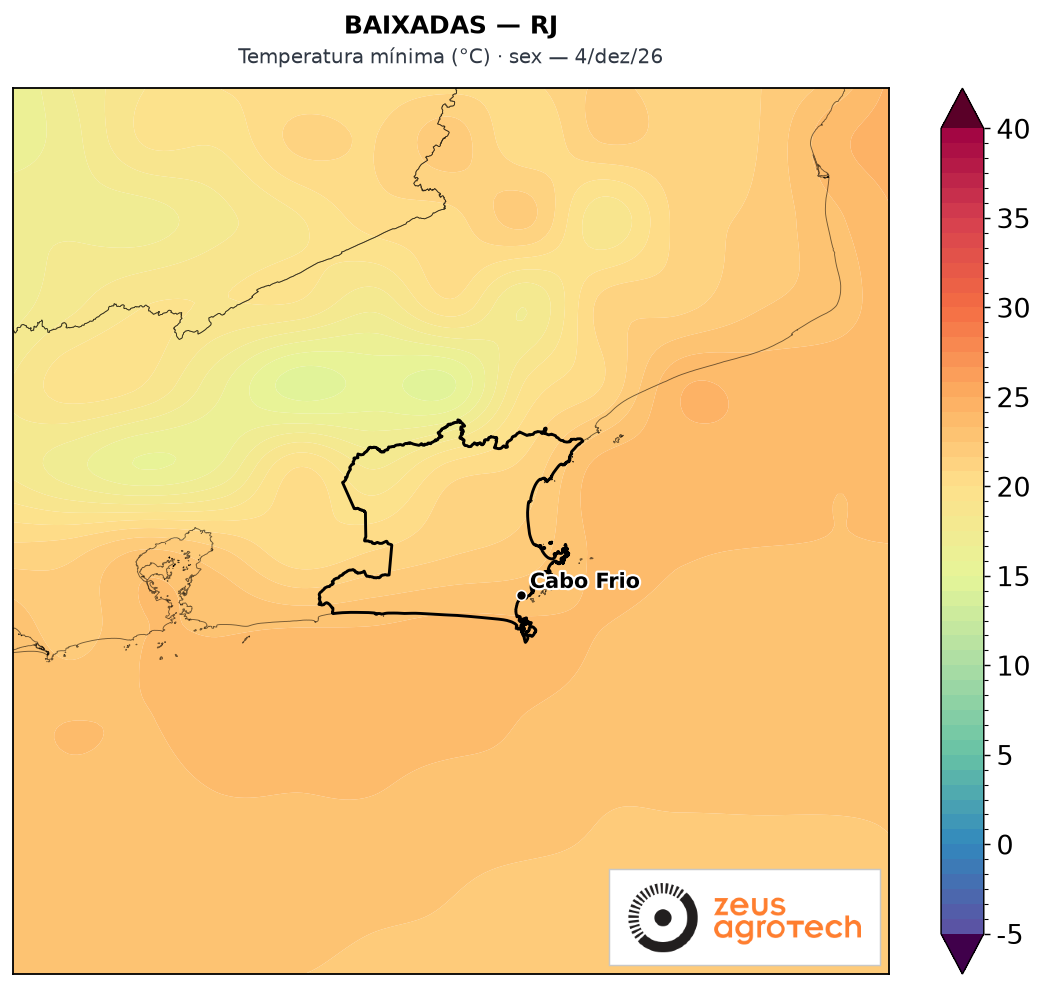 BAIXADAS — RJ
Temperatura mínima (°C) · sex — 4/dez/26
40
35
30
25
20
15
10
5
0
-5
Cabo Frio
zeus
agrotech